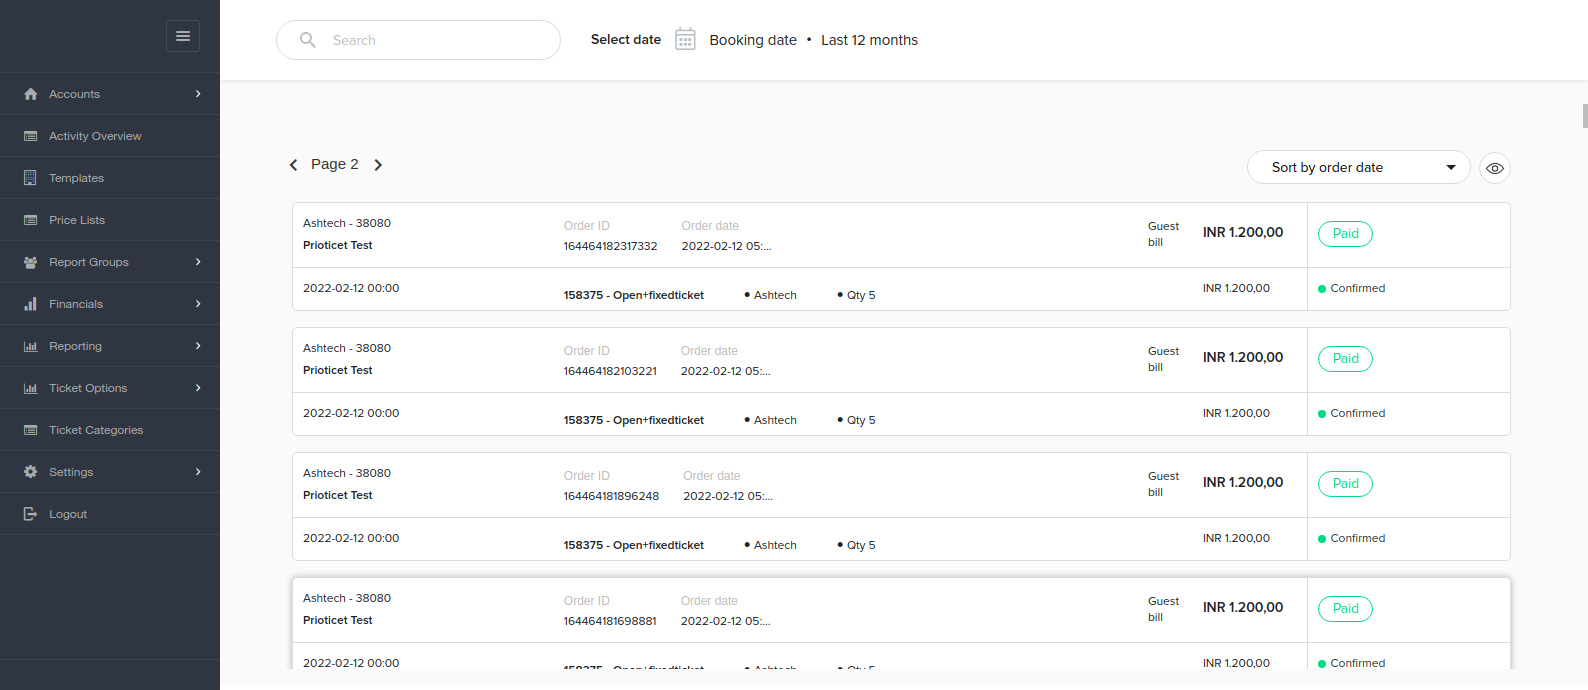 Search
Select date
Booking date • Last 12 months
Accounts
Activity Overview
Templates
Price Lists
Report Groups
Financials
Reporting
Ticket Options
Ticket Categories
Settings
Logout
Page 2
Sort by order date
Ashtech - 38080
Prioticet Test
Order ID
164464182317332
Order date
2022-02-12 05:...
Guest
bill
INR 1.200,00
Paid
2022-02-12 00:00
158375 - Open+fixedticket
• Ashtech
• Qty 5
INR 1.200,00
Confirmed
Ashtech - 38080
Prioticet Test
Order ID
164464182103221
Order date
2022-02-12 05:...
Guest
bill
INR 1.200,00
Paid
2022-02-12 00:00
158375 - Open+fixedticket
• Ashtech
• Qty 5
INR 1.200,00
Confirmed
Ashtech - 38080
Prioticet Test
Order ID
164464181896248
Order date
2022-02-12 05:...
Guest
bill
INR 1.200,00
Paid
2022-02-12 00:00
158375 - Open+fixedticket
• Ashtech
• Qty 5
INR 1.200,00
Confirmed
Ashtech - 38080
Prioticet Test
Order ID
164464181698881
Order date
2022-02-12 05:...
Guest
bill
INR 1.200,00
Paid
2022-02-12 00:00
158375 - Open+fixedticket
• Ashtech
• Qty 5
INR 1.200,00
Confirmed